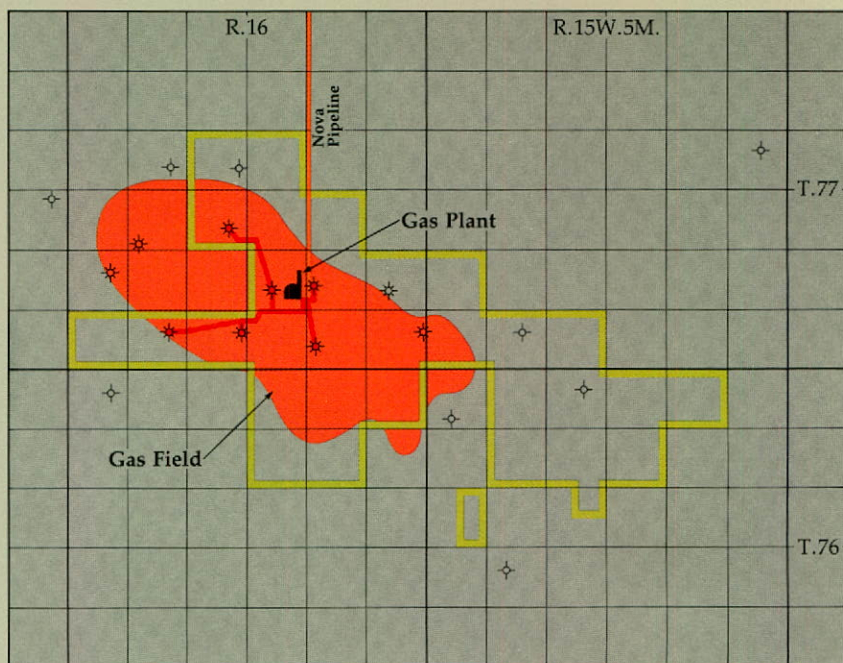 R.16
R.15W.5M.
Nova
Pipeline
T.77
Gas Plant
Gas Field
T.76